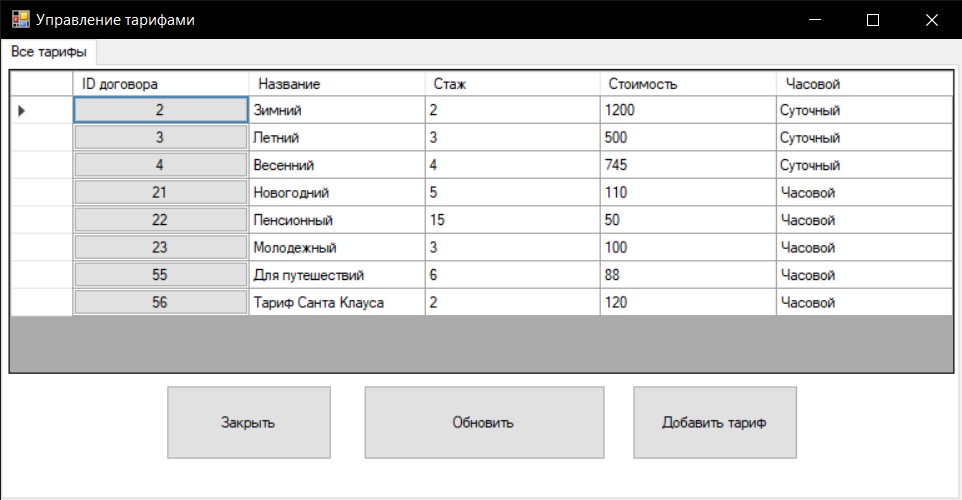 Управление тарифами
Все тарифы
ID договора Название Стаж Стоимость Часовой
2 Зимний 2 1200 Суточный
3 Летний 3 500 Суточный
4 Весенний 4 745 Суточный
21 Новогодний 5 110 Часовой
22 Пенсионный 15 50 Часовой
23 Молодежный 3 100 Часовой
55 Для путешествий 6 88 Часовой
56 Тариф Санта Клауса 2 120 Часовой
Закрыть Обновить Добавить тариф